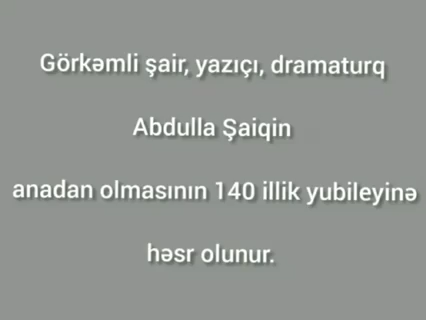 Görkəmli şair, yazıçı, dramaturq
Abdulla Şaiqin
anadan olmasının 140 illik yubileyinə
həsr olunur.